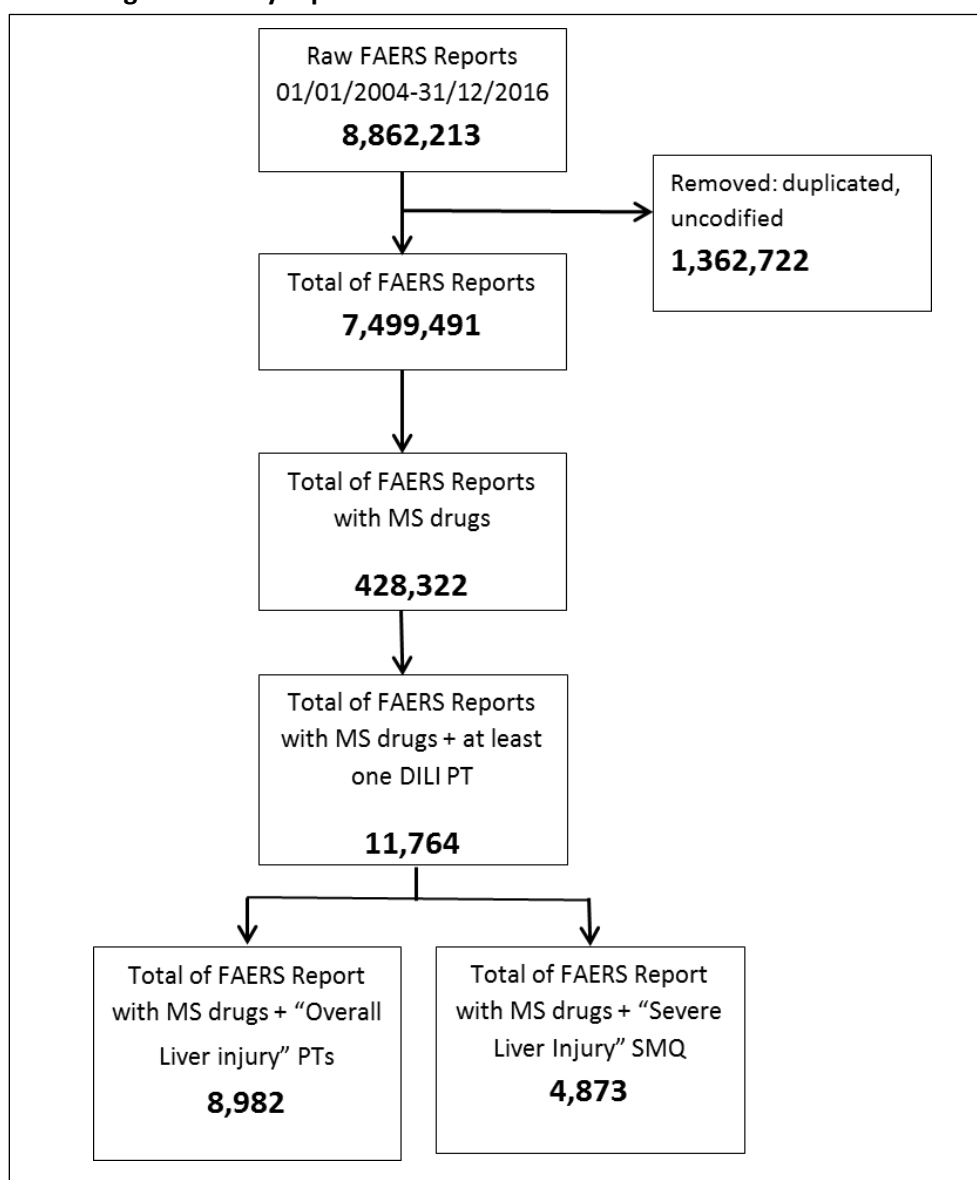 Raw FAERS Reports
01/01/2004-31/12/2016
8,862,213
Removed: duplicated,
uncodified
1,362,722
Total of FAERS Reports
7,499,491
Total of FAERS Reports
with MS drugs
428,322
Total of FAERS Reports
with MS drugs + at least
one DILI PT
11,764
Total of FAERS Report
with MS drugs + “Overall
Liver injury” PTs
8,982
Total of FAERS Report
with MS drugs + “Severe
Liver Injury” SMQ
4,873